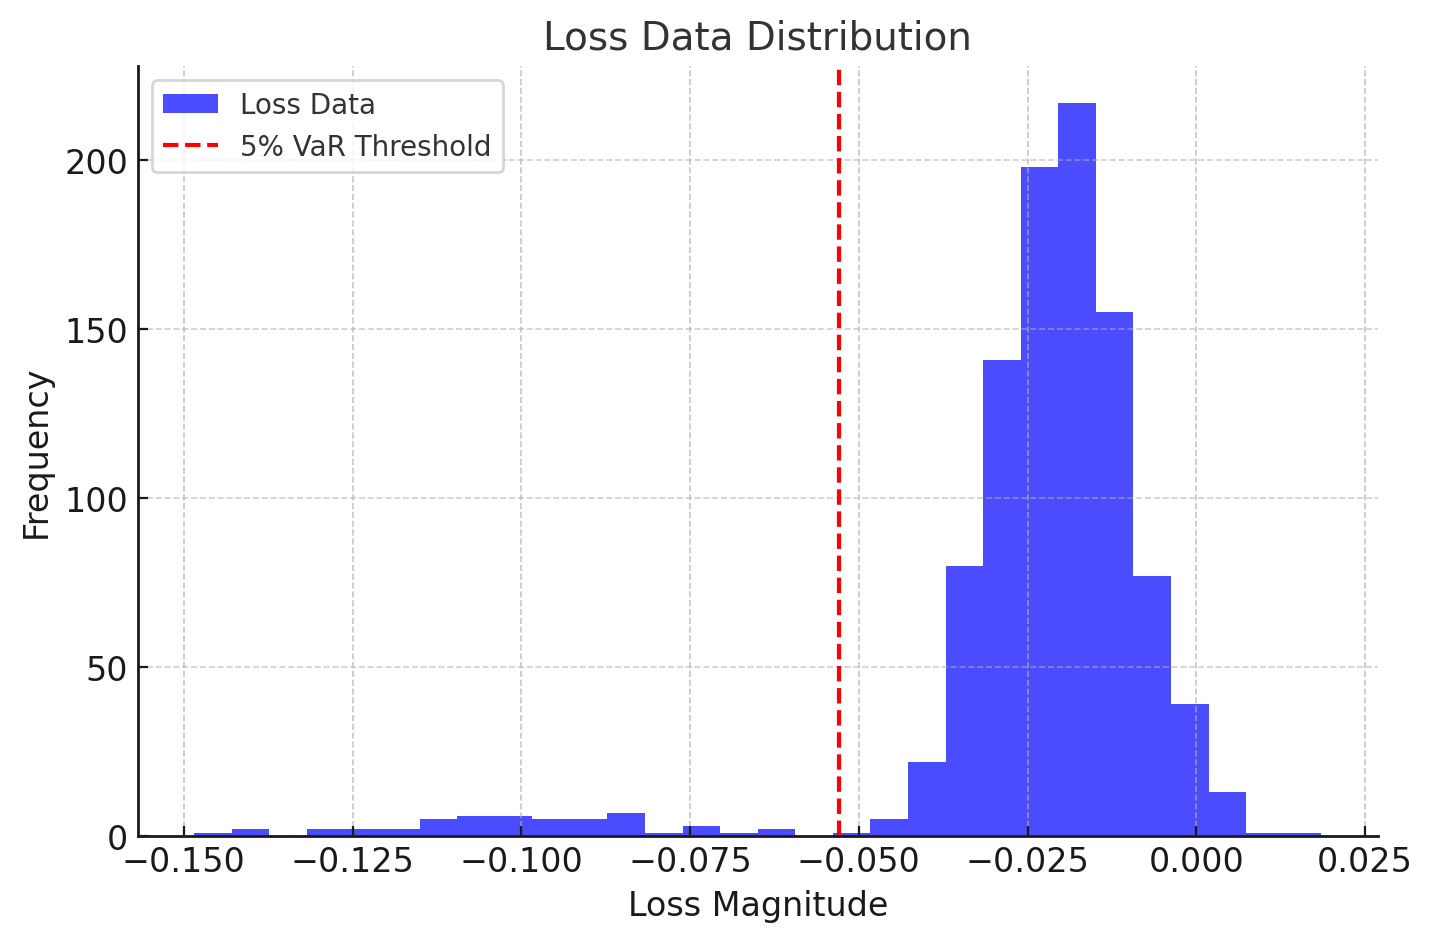 Loss Data Distribution
Loss Data
5% VaR Threshold
200
150
100
50
0
Frequency
−0.150 −0.125 −0.100 −0.075 −0.050 −0.025 0.000 0.025
Loss Magnitude